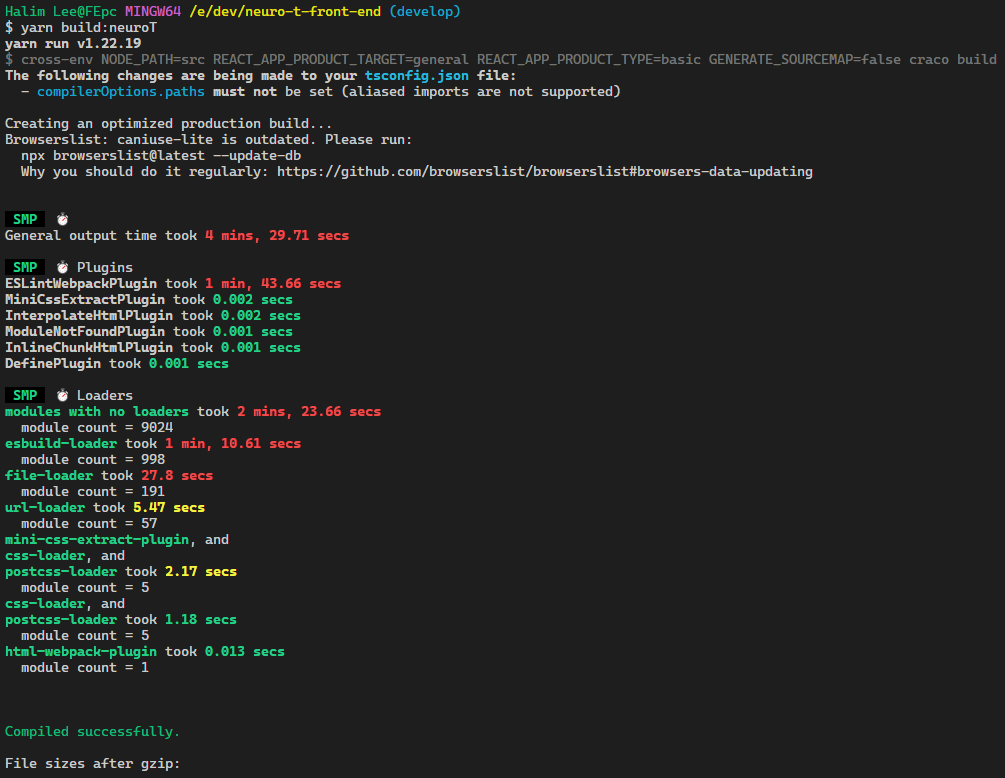 Halim Lee@FEpc MINGW64 /e/dev/neuro-t-front-end (develop)
$ yarn build:neuroT
yarn run v1.22.19
$ cross-env NODE_PATH=src REACT_APP_PRODUCT_TARGET=general REACT_APP_PRODUCT_TYPE=basic GENERATE_SOURCEMAP=false craco build
The following changes are being made to your tsconfig.json file:
  - compilerOptions.paths must not be set (aliased imports are not supported)
Creating an optimized production build...
Browserslist: caniuse-lite is outdated. Please run:
  npx browserslist@latest --update-db
  Why you should do it regularly: https://github.com/browserslist/browserslist#browsers-data-updating
SMP ⏱
General output time took 4 mins, 29.71 secs
SMP ⏱ Plugins
ESLintWebpackPlugin took 1 min, 43.66 secs
MiniCssExtractPlugin took 0.002 secs
InterpolateHtmlPlugin took 0.002 secs
ModuleNotFoundPlugin took 0.001 secs
InlineChunkHtmlPlugin took 0.001 secs
DefinePlugin took 0.001 secs
SMP ⏱ Loaders
modules with no loaders took 2 mins, 23.66 secs
  module count = 9024
esbuild-loader took 1 min, 10.61 secs
  module count = 998
file-loader took 27.8 secs
  module count = 191
url-loader took 5.47 secs
  module count = 57
mini-css-extract-plugin, and
css-loader, and
postcss-loader took 2.17 secs
  module count = 5
css-loader, and
postcss-loader took 1.18 secs
  module count = 5
html-webpack-plugin took 0.013 secs
  module count = 1
Compiled successfully.
File sizes after gzip: